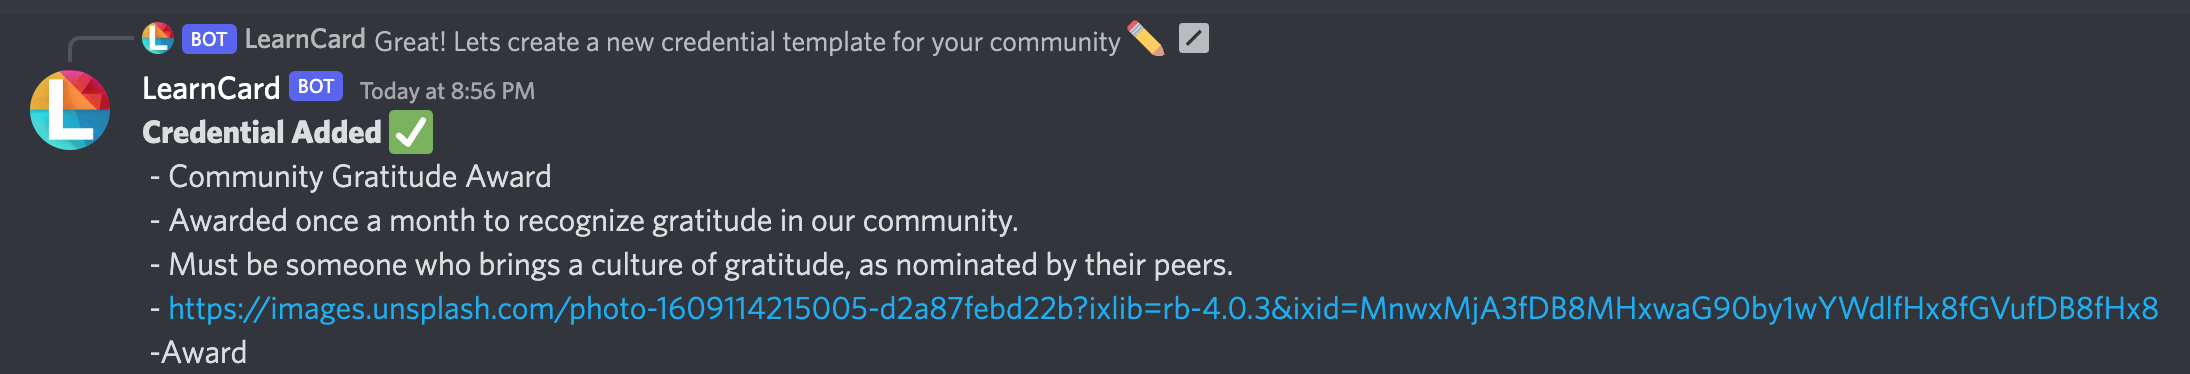 BOT LearnCard Great! Lets create a new credential template for your community
LearnCard BOT Today at 8:56 PM
Credential Added
- Community Gratitude Award
- Awarded once a month to recognize gratitude in our community.
- Must be someone who brings a culture of gratitude, as nominated by their peers.
- https://images.unsplash.com/photo-1609114215005-d2a87febd22b?ixlib=rb-4.0.3&ixid=MnwxMjA3fDB8MHxwaG90by1wYWdlfHx8fGVufDB8fHx8
-Award